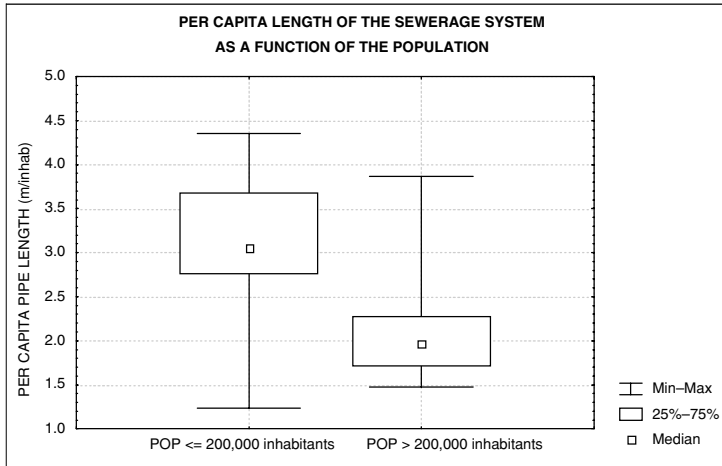 PER CAPITA LENGTH OF THE SEWERAGE SYSTEM
AS A FUNCTION OF THE POPULATION
PER CAPITA PIPE LENGTH (m/inhab)
5.0
4.5
4.0
3.5
3.0
2.5
2.0
1.5
1.0
POP <= 200,000 inhabitants
POP > 200,000 inhabitants
Min–Max
25%–75%
Median